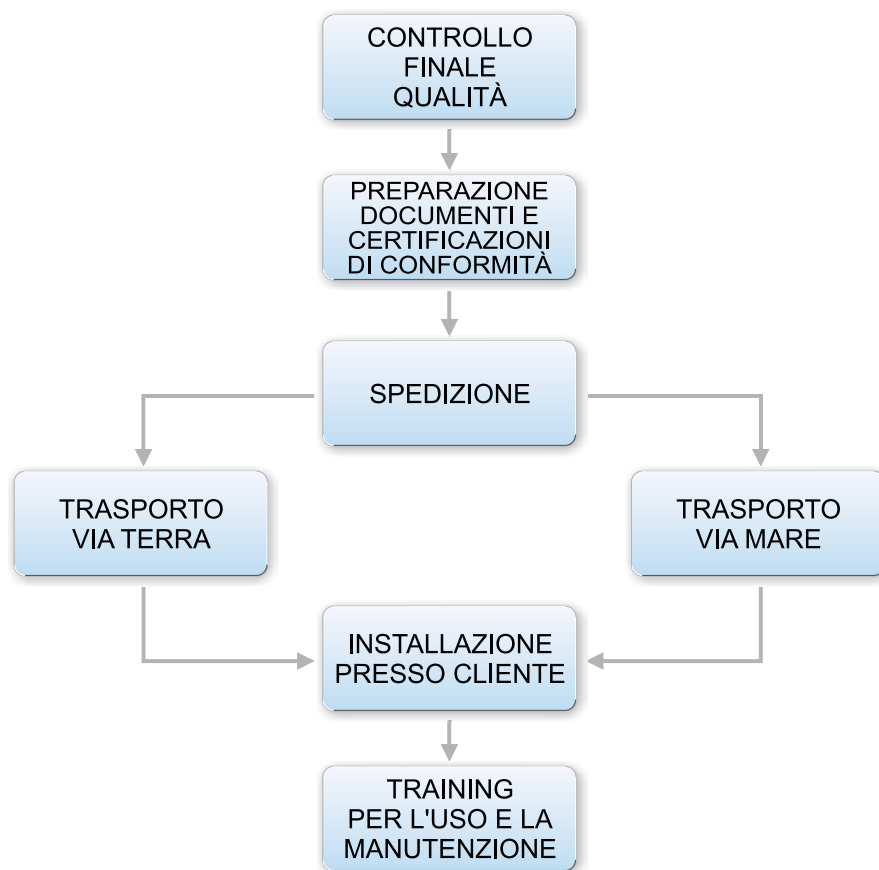 CONTROLLO
FINALE
QUALITÀ
PREPARAZIONE
DOCUMENTI E
CERTIFICAZIONI
DI CONFORMITÀ
SPEDIZIONE
TRASPORTO
VIA TERRA
TRASPORTO
VIA MARE
INSTALLAZIONE
PRESSO CLIENTE
TRAINING
PER L'USO E LA
MANUTENZIONE